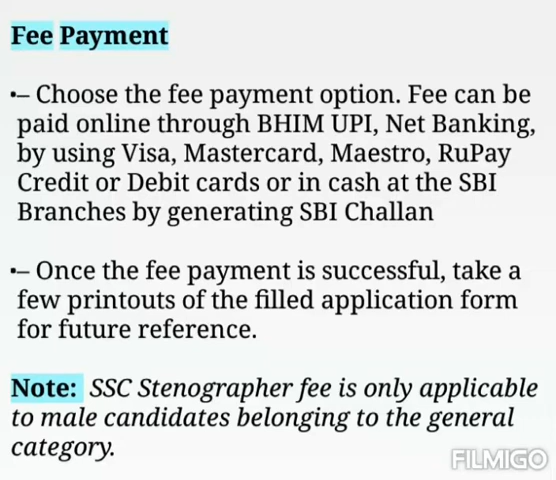 Fee Payment
•– Choose the fee payment option. Fee can be
paid online through BHIM UPI, Net Banking,
by using Visa, Mastercard, Maestro, RuPay
Credit or Debit cards or in cash at the SBI
Branches by generating SBI Challan
•– Once the fee payment is successful, take a
few printouts of the filled application form
for future reference.
Note: SSC Stenographer fee is only applicable
to male candidates belonging to the general
category.
FILMIGO